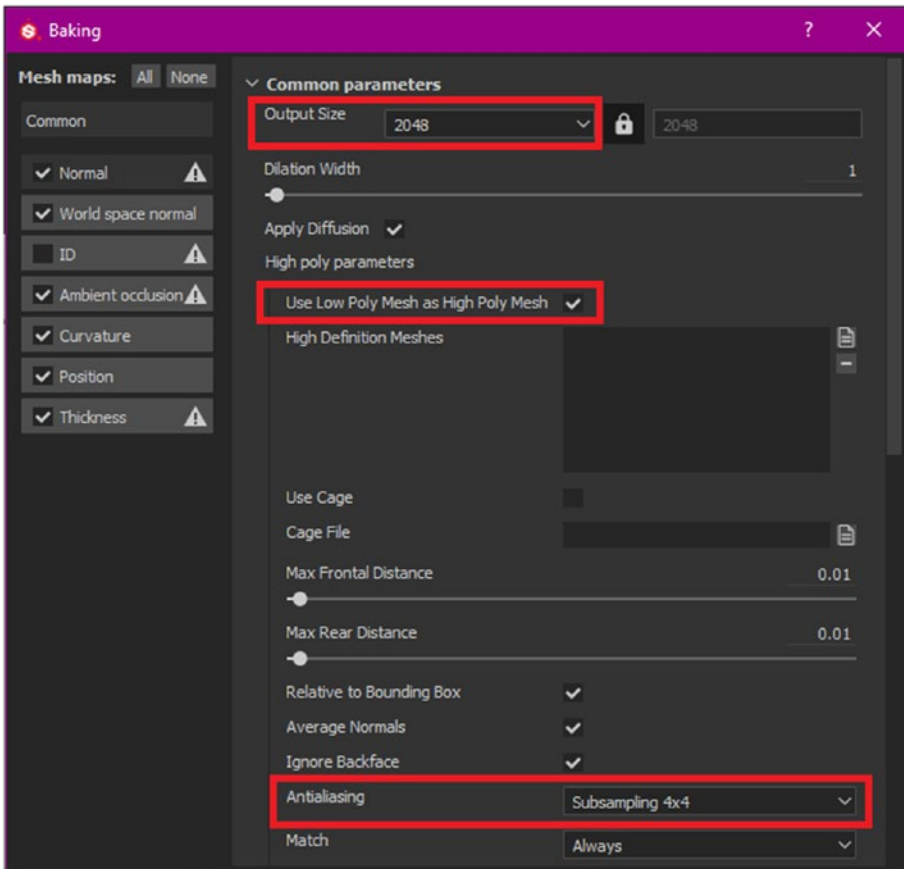 Baking ?
Mesh maps: All None
Common
Normal
World space normal
ID
Ambient occlusion
Curvature
Position
Thickness
Common parameters
Output Size 2048 2048
Dilation Width 1
Apply Diffusion
High poly parameters
Use Low Poly Mesh as High Poly Mesh
High Definition Meshes
Use Cage
Cage File
Max Frontal Distance 0.01
Max Rear Distance 0.01
Relative to Bounding Box
Average Normals
Ignore Backface
Antialiasing Subsampling 4x4
Match Always